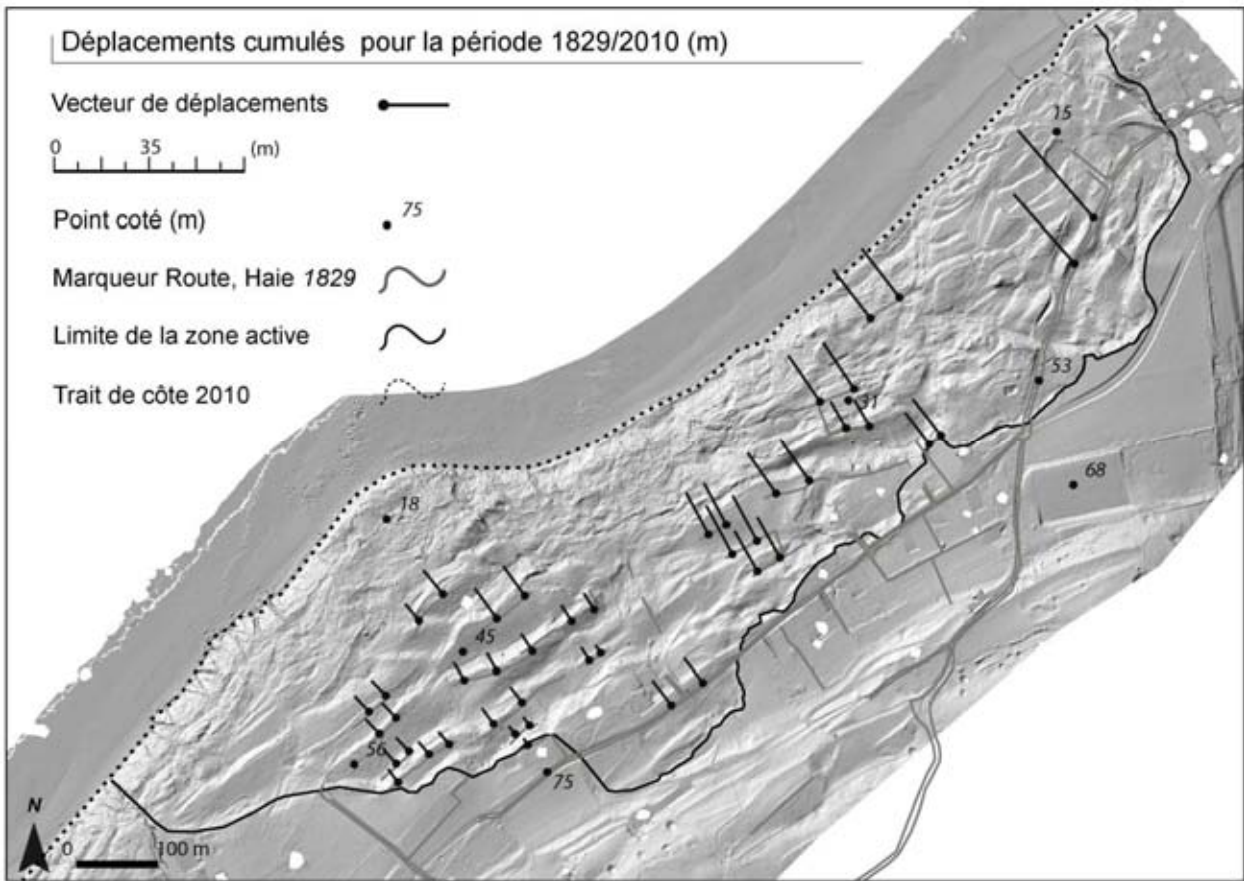 Déplacements cumulés pour la période 1829/2010 (m)
Vecteur de déplacements
0 35 (m)
Point coté (m) 75
Marqueur Route, Haie 1829
Limite de la zone active
Trait de côte 2010
15
53
31
68
18
45
56
75
N
0 100 m